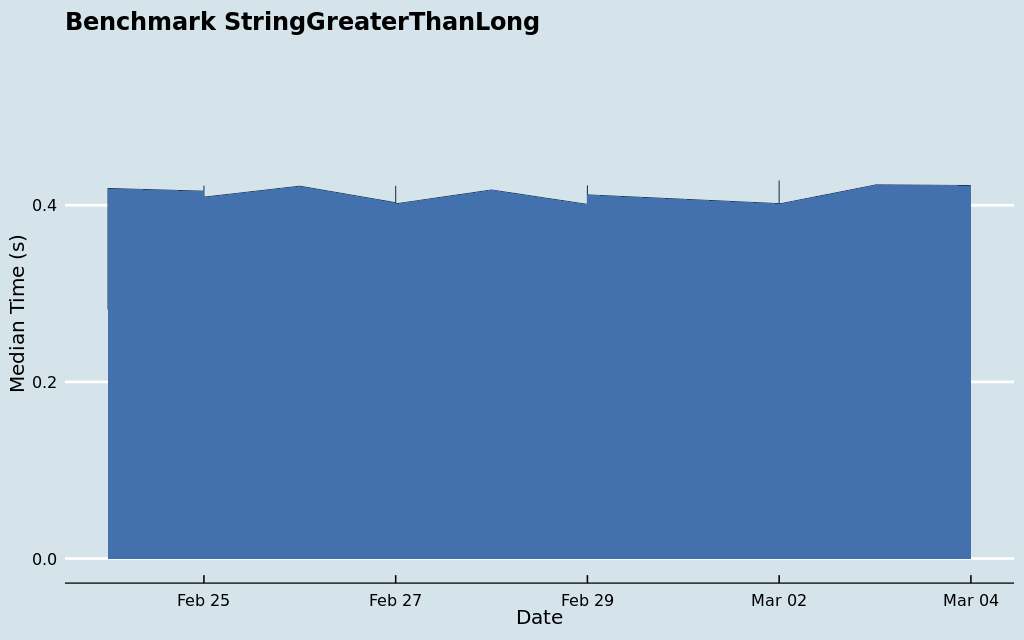 Benchmark StringGreaterThanLong
Median Time (s)
0.4
0.2
0.0
Feb 25 Feb 27 Feb 29 Mar 02 Mar 04
Date